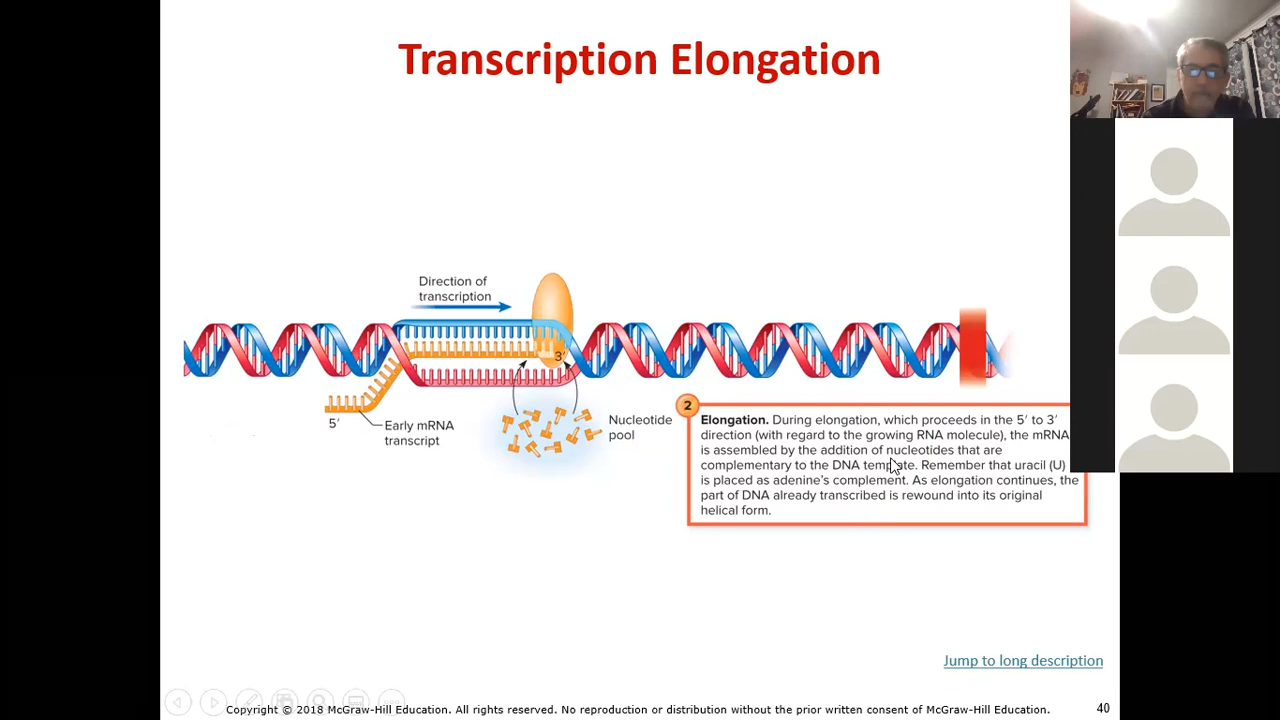 Transcription Elongation
Direction of
transcription
3′
5′
Early mRNA
transcript
Nucleotide
pool
2
Elongation. During elongation, which proceeds in the 5′ to 3′
direction (with regard to the growing RNA molecule), the mRNA
is assembled by the addition of nucleotides that are
complementary to the DNA template. Remember that uracil (U)
is placed as adenine's complement. As elongation continues, the
part of DNA already transcribed is rewound into its original
helical form.
Jump to long description
Copyright © 2018 McGraw-Hill Education. All rights reserved. No reproduction or distribution without the prior written consent of McGraw-Hill Education.
40